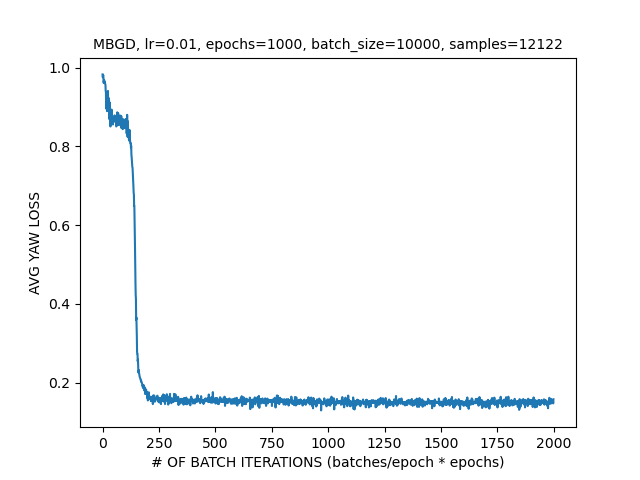 MBGD, lr=0.01, epochs=1000, batch_size=10000, samples=12122
AVG YAW LOSS
1.0
0.8
0.6
0.4
0.2
0 250 500 750 1000 1250 1500 1750 2000
# OF BATCH ITERATIONS (batches/epoch * epochs)